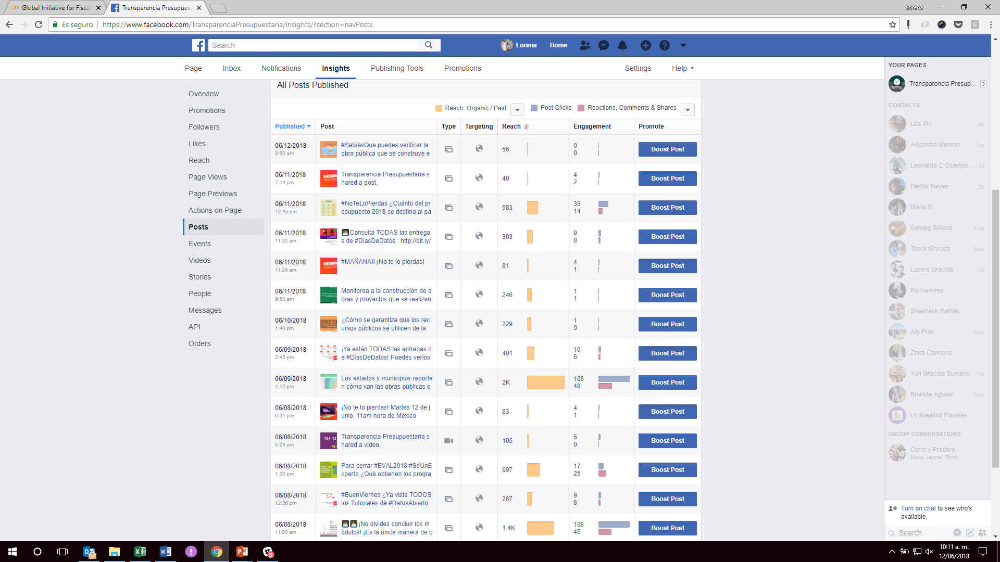 Global Initiative for Fisca
Transparencia Presupuest
Lorena
Es seguro
https://www.facebook.com/TransparenciaPresupuestaria/insights/?section=navPosts
Search
Lorena
Home
Page
Inbox
Notifications
Insights
Publishing Tools
Promotions
Settings
Help
Overview
Promotions
Followers
Likes
Reach
Page Views
Page Previews
Actions on Page
Posts
Events
Videos
Stories
People
Messages
API
Orders
All Posts Published
Reach: Organic / Paid
Post Clicks
Reactions, Comments & Shares
Published Post Type Targeting Reach Engagement Promote
06/12/2018 #SabíasQue puedes verificar la 56 0 Boost Post
9:50 am obra pública que se construye e 0
06/11/2018 Transparencia Presupuestaria s 40 4 Boost Post
7:14 pm hared a post. 2
06/11/2018 #NoTeLoPierdas ¿Cuánto del pr 583 35 Boost Post
12:45 pm esupuesto 2018 se destina al pa 14
06/11/2018 Consulta TODAS las entrega 303 9 Boost Post
11:32 am s de #DíasDeDatos : http://bit.ly/ 8
06/11/2018 WEBINA #MAÑANA!! ¡No te lo pierdas! 81 4 Boost Post
11:24 am 1
06/11/2018 Monitorea a la construcción de o 246 1 Boost Post
9:50 am bras y proyectos que se realizan 1
06/10/2018 ¿Cómo se garantiza que los rec 229 1 Boost Post
1:40 pm ursos públicos se utilicen de la 0
06/09/2018 ¡Ya están TODAS las entregas d 401 10 Boost Post
2:45 pm e #DíasDeDatos! Puedes verlos 6
06/09/2018 Los estados y municipios reporta 2K 108 Boost Post
1:15 pm n cómo van las obras públicas q 48
06/08/2018 ¡No te lo pierdas! Martes 12 de j 83 4 Boost Post
6:01 pm unio, 11am hora de México 1
06/08/2018 154 12 Transparencia Presupuestaria s 105 6 Boost Post
5:24 pm hared a video. 0
06/08/2018 Para cerrar #EVAL2018 #SéUnE 697 17 Boost Post
1:30 pm xperto ¿Qué obtienen los progra 25
06/08/2018 #BuenViernes ¿Ya viste TODOS 287 9 Boost Post
12:36 pm los Tutoriales de #DatosAbierto 8
06/08/2018 ¡No olvides concluir los m 1.4K 108 Boost Post
11:00 am ódulos! ¡Es la única manera de o 45
YOUR PAGES
Transparencia Presup... 3
CONTACTS
Lea Wu 4h
Alejandra Moreno 3m
Leonardo C Ocampo... 1d
Hector Reyes 2h
Maria Ri
Solveig Seland 17m
Tarick Gracida 36m
Lucero Gracida 1d
Ro Ramirez
Shashank Pathak
Ale Prior 48m
Zaira Carmona
Yuri Gracida Sumano 1m
Brianda Aguilar 38m
Lo Kreativo Floristas
GROUP CONVERSATIONS
Cerro y Pradera
Maria, Leonel, Tarick
Turn on chat to see who's
available.
Search
10:11 a. m.
12/06/2018